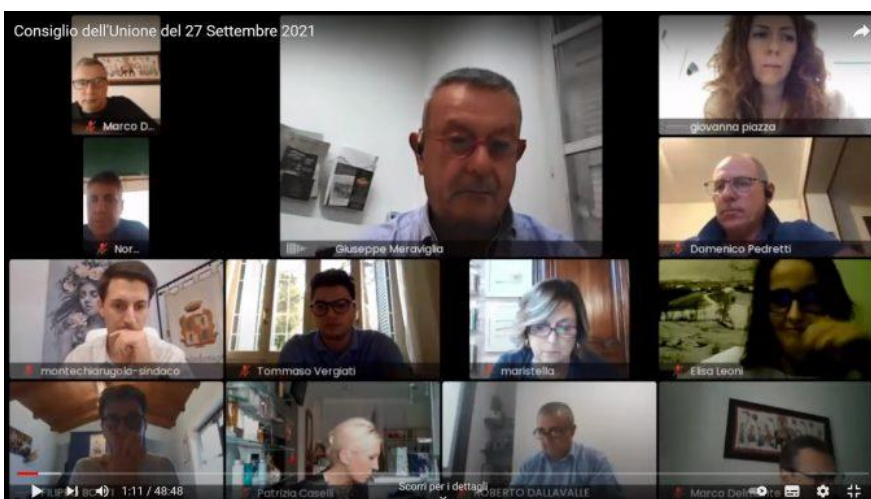 Consiglio dell'Unione del 27 Settembre 2021
Marco D...
giovanna piazza
Nor...
Giuseppe Meraviglia
Domenico Pedretti
montechiarugolo-sindaco
Tommaso Vergiati
maristella
Elisa Leoni
Patrizia Caselli
ROBERTO DALLAVALLE
Marco
Scorri per i dettagli
1:11 / 48:48